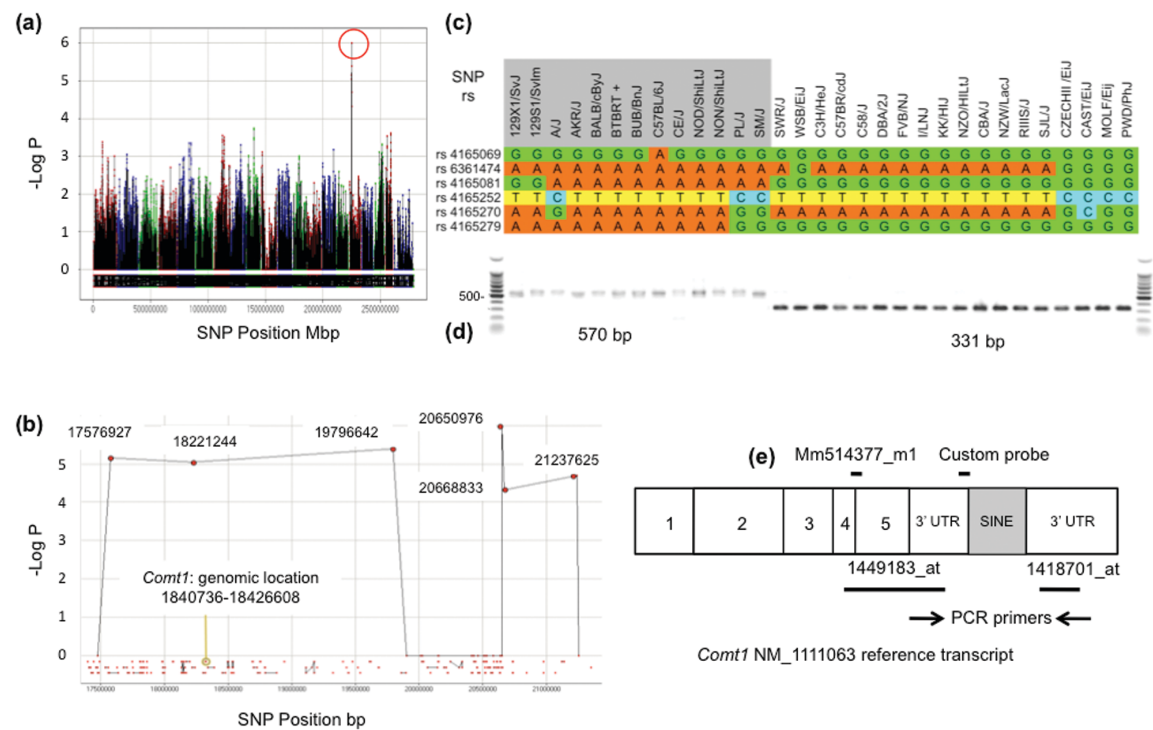 (a)
6
5
4
3
2
1
0
-Log P
0 50000000 100000000 150000000 200000000 250000000
SNP Position Mbp
(c)
SNP
rs
129X1/SvJ
129S1/SvIm
A/J
AKR/J
BALB/cByJ
BTBRT +
BUB/BnJ
C57BL/6J
CE/J
NOD/ShiLtJ
NON/ShiLtJ
PL/J
SM/J
SWR/J
WSB/EiJ
C3H/HeJ
C57BR/cdJ
C58/J
DBA/2J
FVB/NJ
I/LNJ
KK/HIJ
NZO/HILtJ
CBA/J
NZW/LacJ
RIIIS/J
SJL/J
CZECHII /EiJ
CAST/EiJ
MOLF/Eij
PWD/PhJ
rs 4165069 G G G G G G G A G G G G G G G G G G G G G G G G G G G G G G G
rs 6361474 A A A A A A A A A A A A A A G A A A A A A A A A A A A G G G G
rs 4165081 G G A A A A A A A A A A A G G G G G G G G G G G G G G G G G G
rs 4165252 T T C T T T T T T T T C C T T T T T T T T T T T T T T C C C C
rs 4165270 A A G A A A A A A A A G G A A A A A A A A A A A A A A G C G G
rs 4165279 A A A A A A A A A A A G G G G G G G G G G G G G G G G G G G G
500-
(d)
570 bp
331 bp
(b)
17576927
18221244
19796642
20650976
20668833
21237625
5
4
3
2
1
0
-Log P
Comt1: genomic location
1840736-18426608
17500000 18000000 18500000 19000000 19500000 20000000 20500000 21000000
SNP Position bp
(e)
Mm514377_m1 Custom probe
1 2 3 4 5 3' UTR SINE 3' UTR
1449183_at 1418701_at
PCR primers
Comt1 NM_1111063 reference transcript